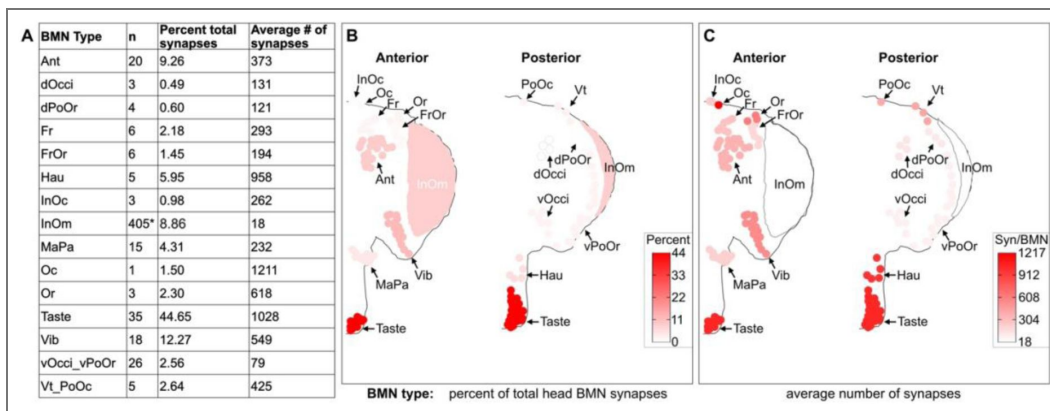 A
BMN Type n Percent total synapses Average # of synapses
Ant 20 9.26 373
dOcci 3 0.49 131
dPoOr 4 0.60 121
Fr 6 2.18 293
FrOr 6 1.45 194
Hau 5 5.95 958
InOc 3 0.98 262
InOm 405* 8.86 18
MaPa 15 4.31 232
Oc 1 1.50 1211
Or 3 2.30 618
Taste 35 44.65 1028
Vib 18 12.27 549
vOcci_vPoOr 26 2.56 79
Vt_PoOc 5 2.64 425
B
Anterior Posterior
InOc
Oc
Fr
Or
FrOr
Ant
InOm
Vib
MaPa
Taste
PoOc
Vt
dPoOr
dOcci
InOm
vOcci
vPoOr
Hau
Taste
Percent
44
33
22
11
0
BMN type: percent of total head BMN synapses
C
Anterior Posterior
InOc
Oc
Fr
Or
FrOr
Ant
InOm
Vib
MaPa
Taste
PoOc
Vt
dPoOr
dOcci
InOm
vOcci
vPoOr
Hau
Taste
Syn/BMN
1217
912
608
304
18
average number of synapses